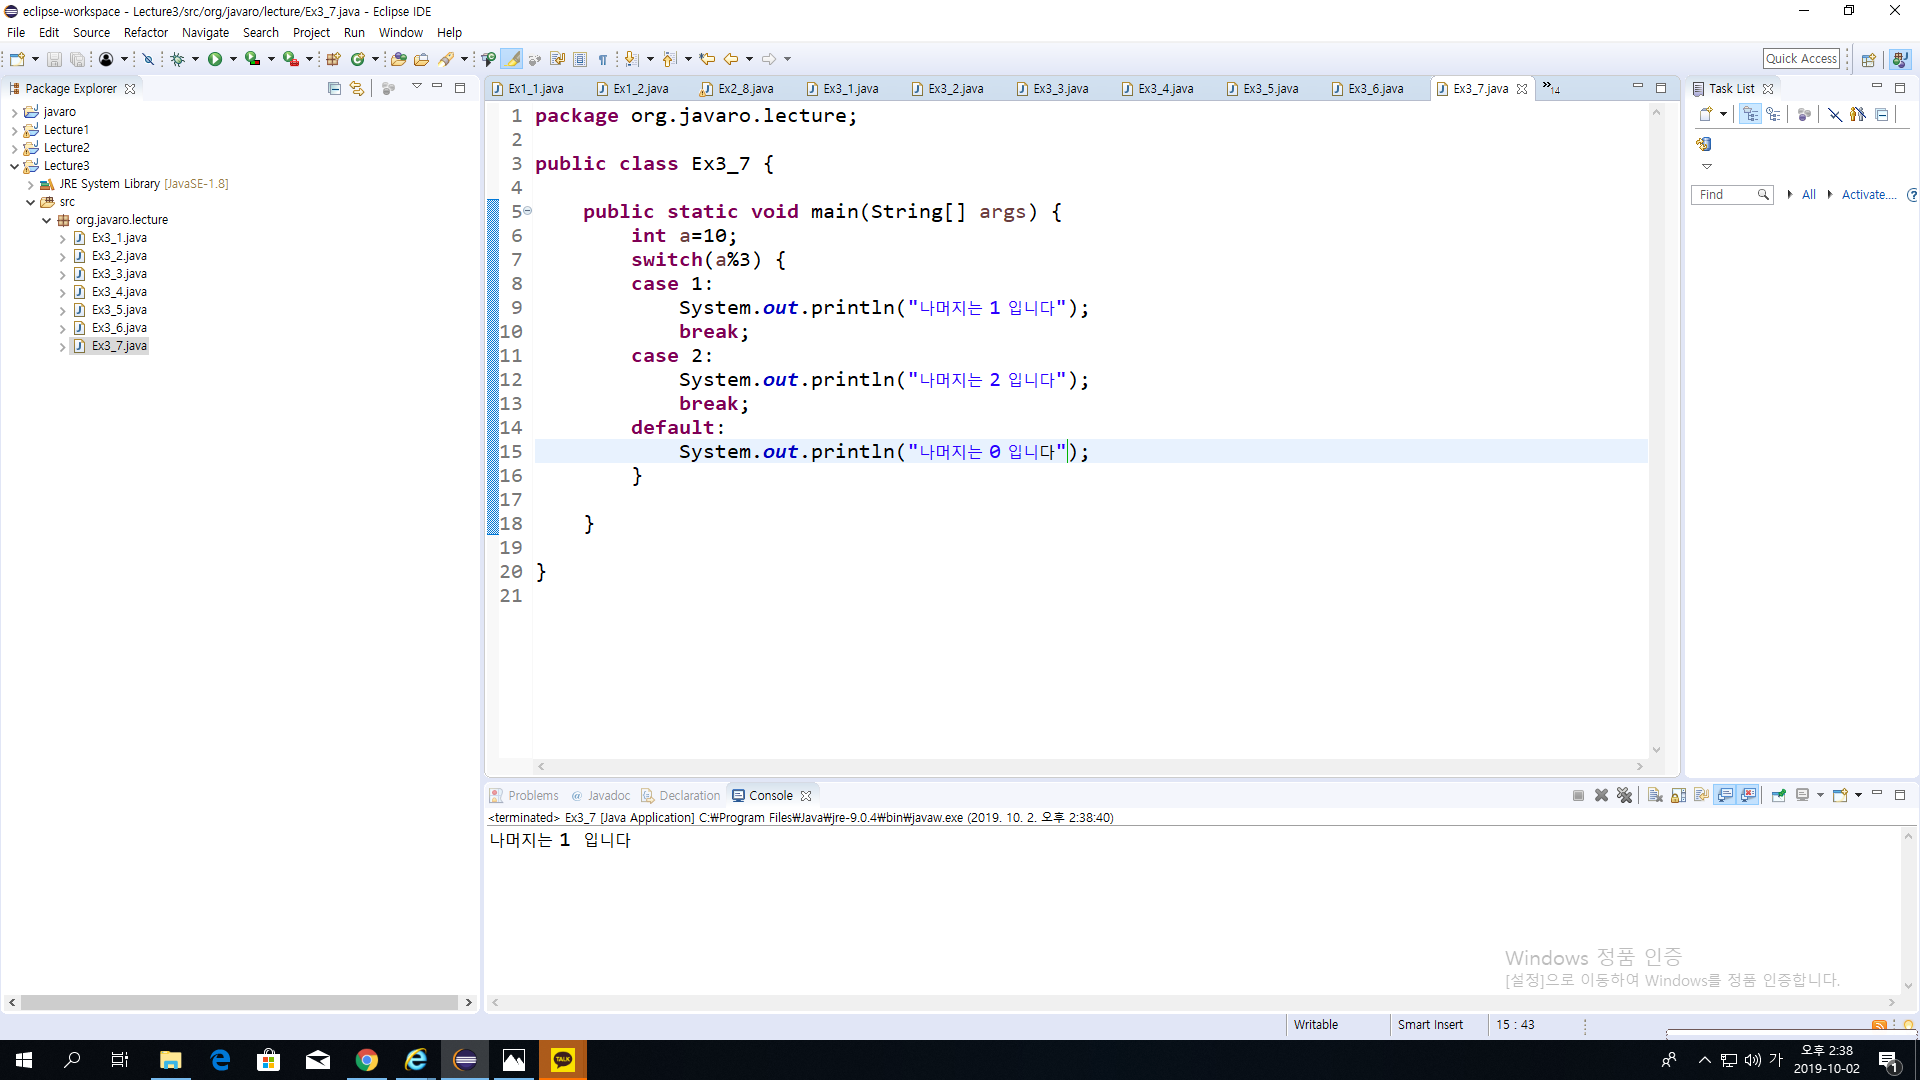 eclipse-workspace - Lecture3/src/org/javaro/lecture/Ex3_7.java - Eclipse IDE
File Edit Source Refactor Navigate Search Project Run Window Help
Quick Access
Package Explorer
javaro
Lecture1
Lecture2
Lecture3
JRE System Library [JavaSE-1.8]
src
org.javaro.lecture
Ex3_1.java
Ex3_2.java
Ex3_3.java
Ex3_4.java
Ex3_5.java
Ex3_6.java
Ex3_7.java
Ex1_1.java Ex1_2.java Ex2_8.java Ex3_1.java Ex3_2.java Ex3_3.java Ex3_4.java Ex3_5.java Ex3_6.java Ex3_7.java »14
1 package org.javaro.lecture;
2
3 public class Ex3_7 {
4
5 public static void main(String[] args) {
6 int a=10;
7 switch(a%3) {
8 case 1:
9 System.out.println("나머지는 1 입니다");
10 break;
11 case 2:
12 System.out.println("나머지는 2 입니다");
13 break;
14 default:
15 System.out.println("나머지는 0 입니다");
16 }
17
18 }
19
20 }
21
Task List
Find All Activate....
Problems @ Javadoc Declaration Console
<terminated> Ex3_7 [Java Application] C:₩Program Files₩Java₩jre-9.0.4₩bin₩javaw.exe (2019. 10. 2. 오후 2:38:40)
나머지는 1 입니다
Windows 정품 인증
[설정]으로 이동하여 Windows를 정품 인증합니다.
Writable Smart Insert 15 : 43
TALK
가
오후 2:38
2019-10-02
1